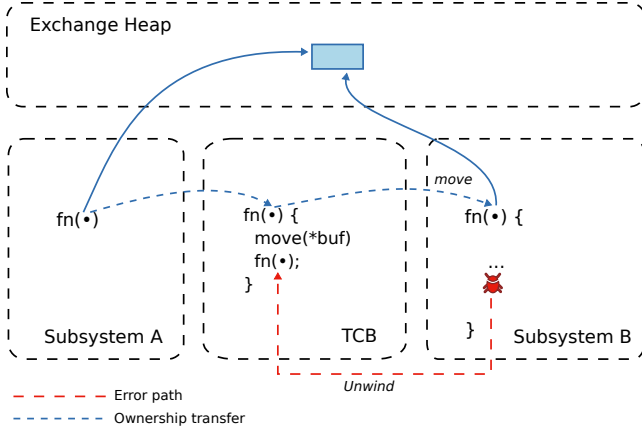 Exchange Heap
move
fn(•)
fn(•) {
move(*buf)
fn(•);
}
fn(•) {
...
}
Subsystem A
TCB
Subsystem B
Unwind
Error path
Ownership transfer